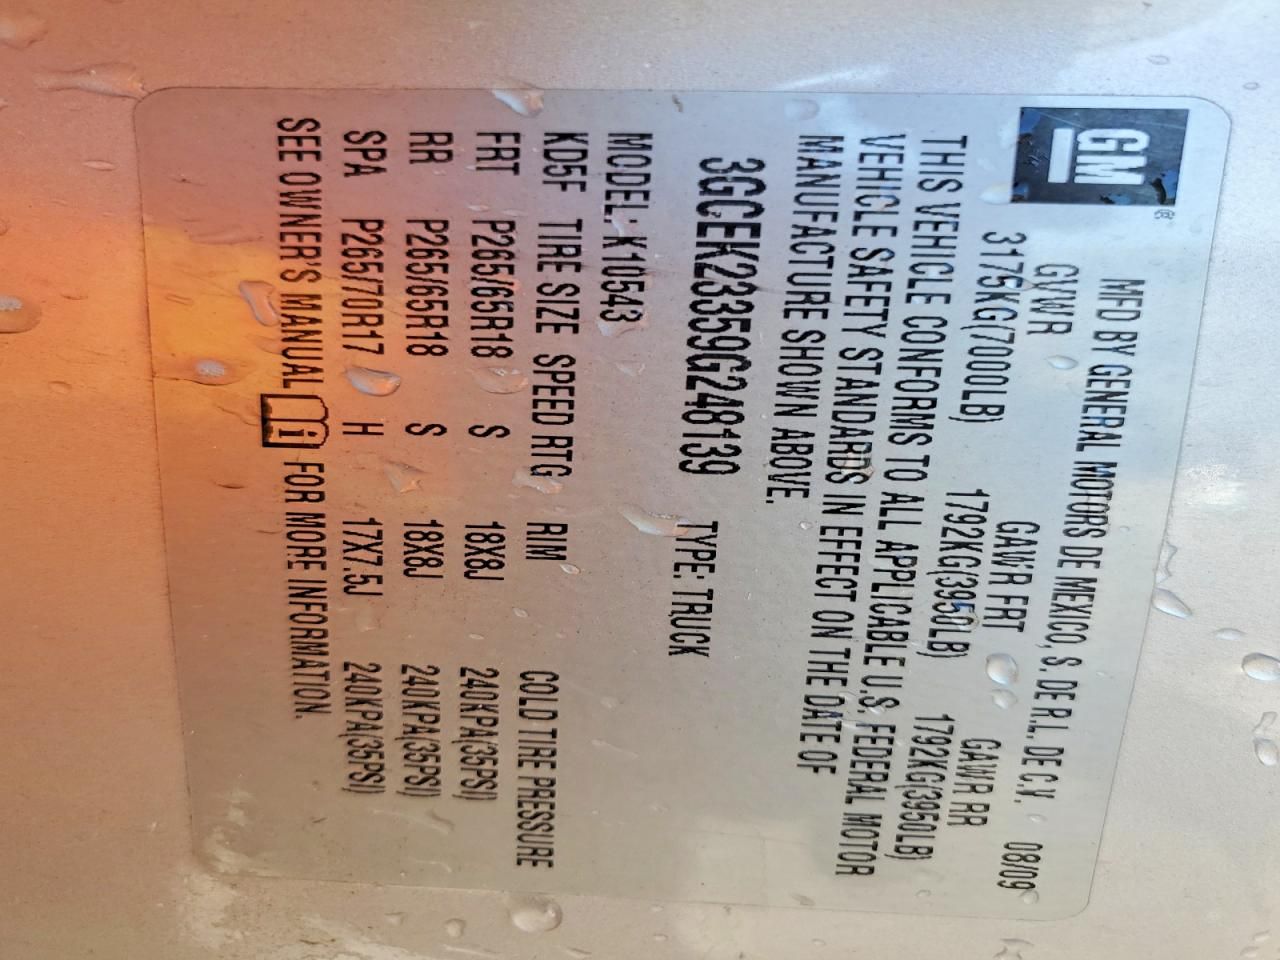 GM®
MFD BY GENERAL MOTORS DE MEXICO, S. DE R.L. DE C.V. 08/09
GVWR GAWR FRT GAWR RR
3175KG(7000LB) 1792KG(3950LB) 1792KG(3950LB)
THIS VEHICLE CONFORMS TO ALL APPLICABLE U.S. FEDERAL MOTOR
VEHICLE SAFETY STANDARDS IN EFFECT ON THE DATE OF
MANUFACTURE SHOWN ABOVE.
3GCEK23359G248139 TYPE: TRUCK
MODEL: K10543
KD5F TIRE SIZE SPEED RTG RIM COLD TIRE PRESSURE
FRT P265/65R18 S 18X8J 240KPA(35PSI)
RR P265/65R18 S 18X8J 240KPA(35PSI)
SPA P265/70R17 H 17X7.5J 240KPA(35PSI)
SEE OWNER'S MANUAL i FOR MORE INFORMATION.